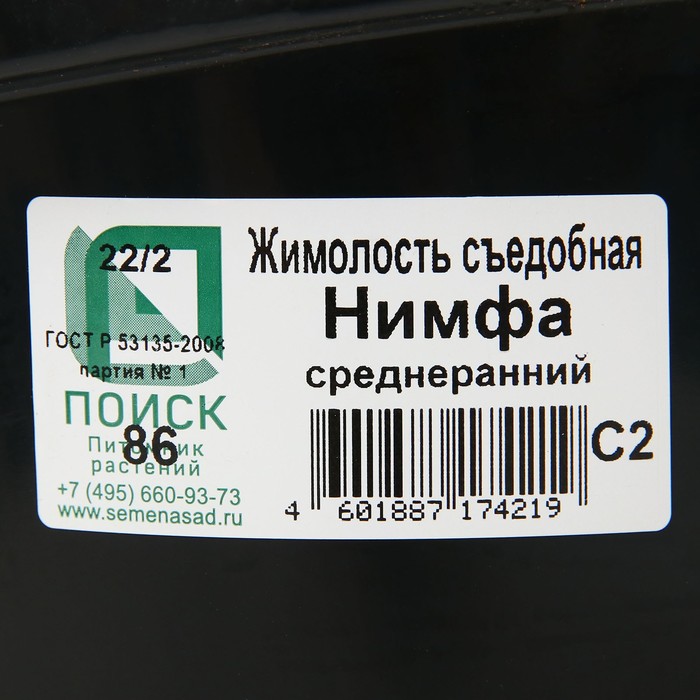 22/2
ГОСТ Р 53135-2008
партия № 1
ПОИСК
86
Питомник
растений
+7 (495) 660-93-73
www.semenasad.ru
Жимолость съедобная
Нимфа
среднеранний
C2
4 601887 174219